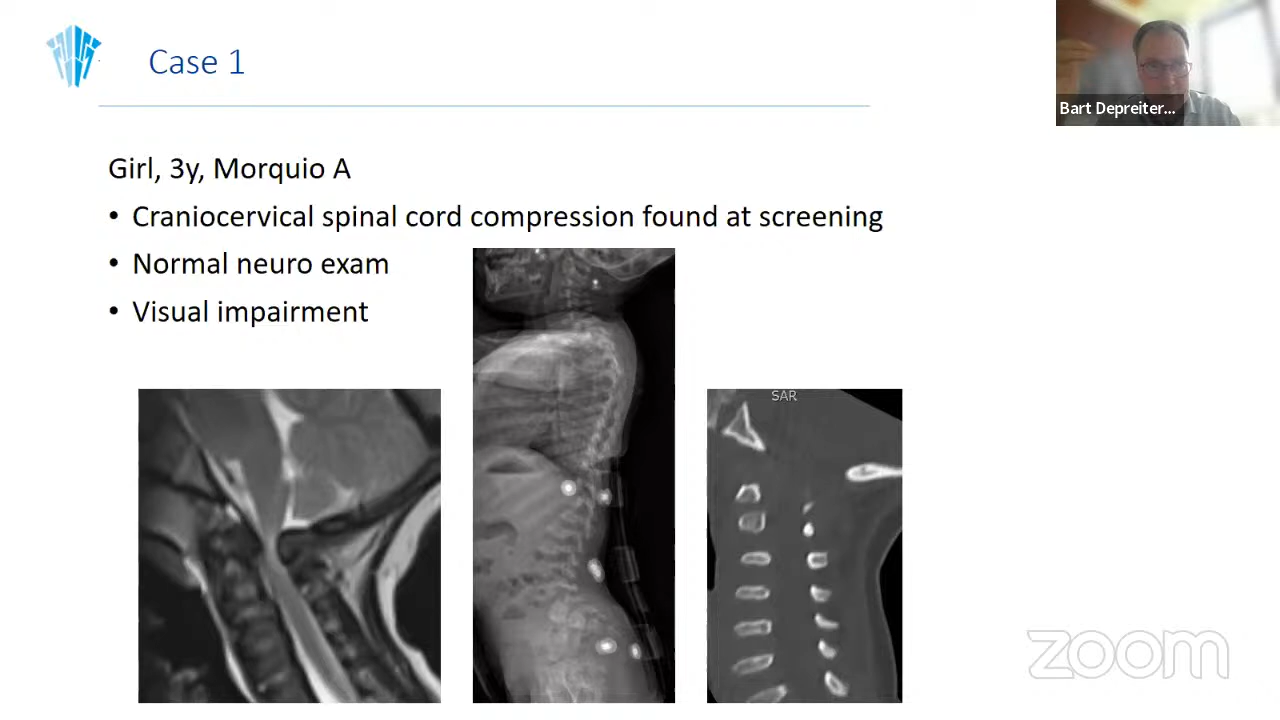 Case 1
Bart Depreiter...
Girl, 3y, Morquio A
• Craniocervical spinal cord compression found at screening
• Normal neuro exam
• Visual impairment
SAR
zoom